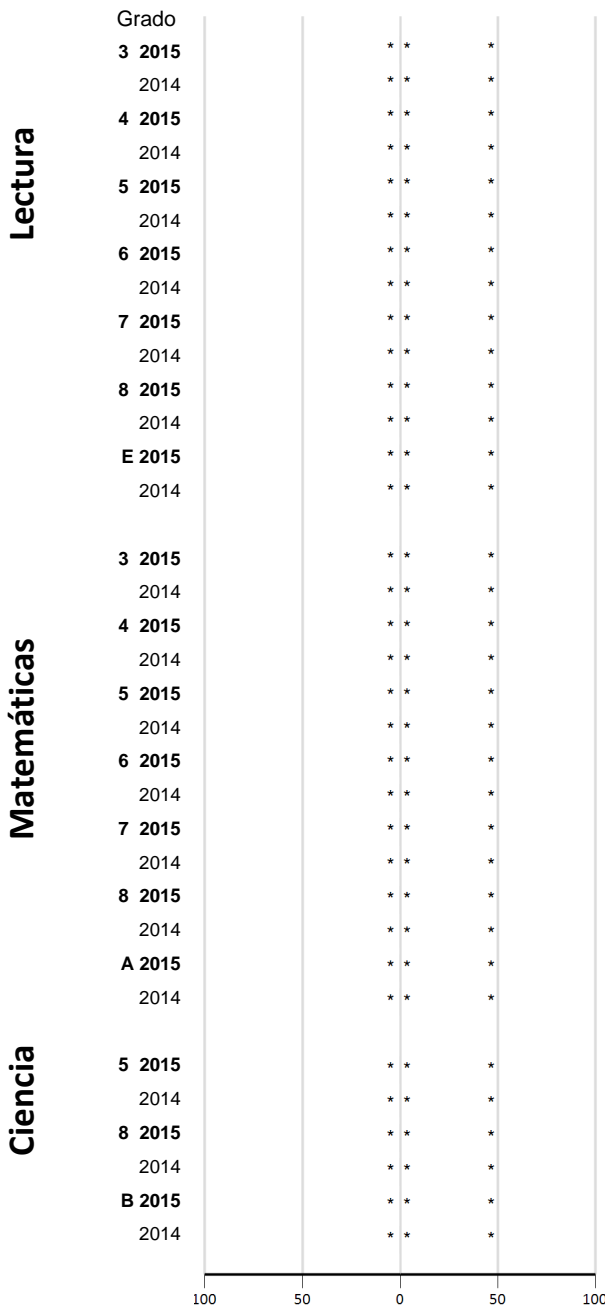 Grado
Lectura
3 2015 * * *
2014 * * *
4 2015 * * *
2014 * * *
5 2015 * * *
2014 * * *
6 2015 * * *
2014 * * *
7 2015 * * *
2014 * * *
8 2015 * * *
2014 * * *
E 2015 * * *
2014 * * *
Matemáticas
3 2015 * * *
2014 * * *
4 2015 * * *
2014 * * *
5 2015 * * *
2014 * * *
6 2015 * * *
2014 * * *
7 2015 * * *
2014 * * *
8 2015 * * *
2014 * * *
A 2015 * * *
2014 * * *
Ciencia
5 2015 * * *
2014 * * *
8 2015 * * *
2014 * * *
B 2015 * * *
2014 * * *
100 50 0 50 100